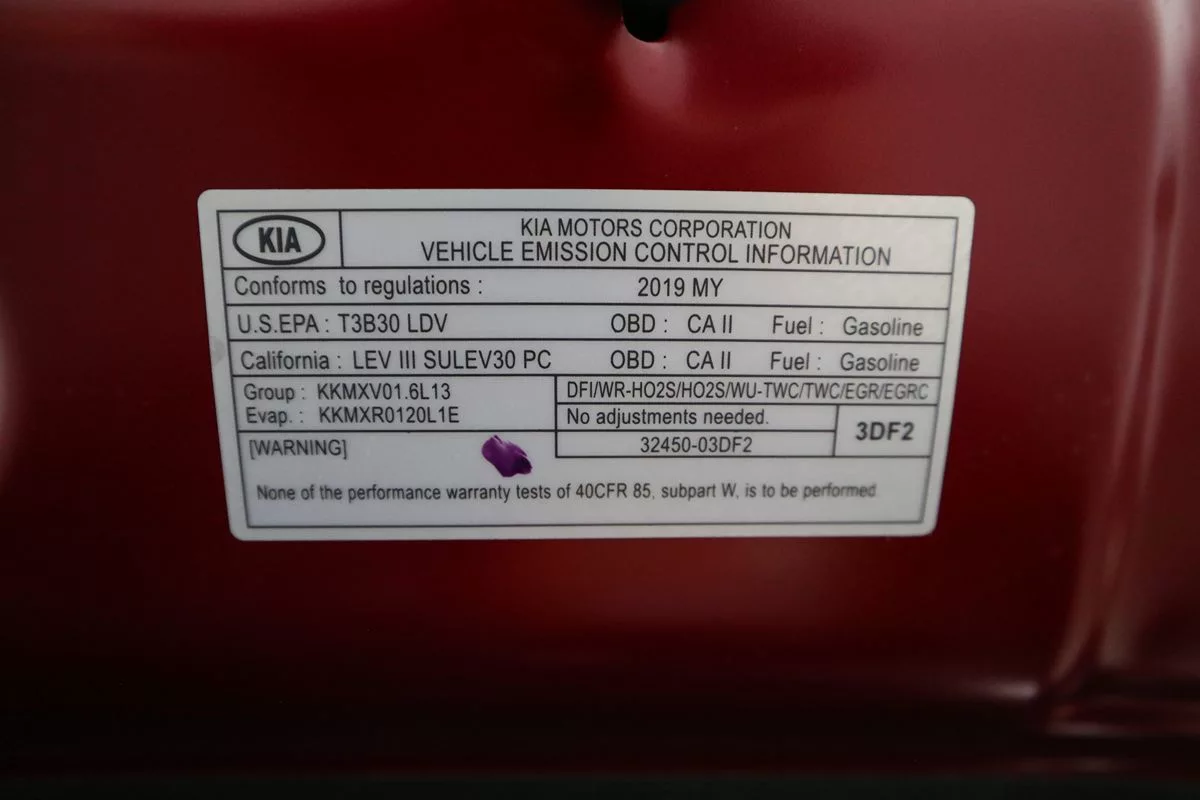 KIA
KIA MOTORS CORPORATION
VEHICLE EMISSION CONTROL INFORMATION
Conforms to regulations : 2019 MY
U.S.EPA : T3B30 LDV OBD : CA II Fuel : Gasoline
California : LEV III SULEV30 PC OBD : CA II Fuel : Gasoline
Group : KKMXV01.6L13
Evap. : KKMXR0120L1E
DFI/WR-HO2S/HO2S/WU-TWC/TWC/EGR/EGRC
No adjustments needed.
32450-03DF2
3DF2
[WARNING]
None of the performance warranty tests of 40CFR 85, subpart W, is to be performed.